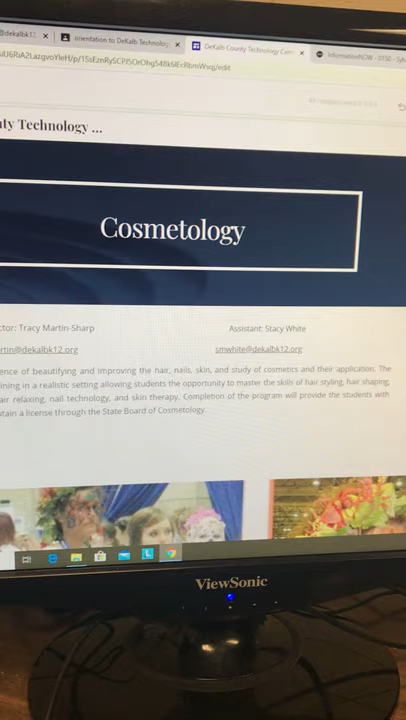 @dekalbk12
orientation to DeKalb Technology
DeKalb County Technology Cen
InformationNOW - 0150 - Sylv
ty Technology ...
Cosmetology
ctor: Tracy Martin-Sharp
Assistant: Stacy White
rtin@dekalbk12.org
smwhite@dekalbk12.org
ence of beautifying and improving the hair, nails, skin, and study of cosmetics and their application. The
ining in a realistic setting allowing students the opportunity to master the skills of hair styling, hair shaping,
air relaxing, nail technology, and skin therapy. Completion of the program will provide the students with
tain a license through the State Board of Cosmetology.
ViewSonic